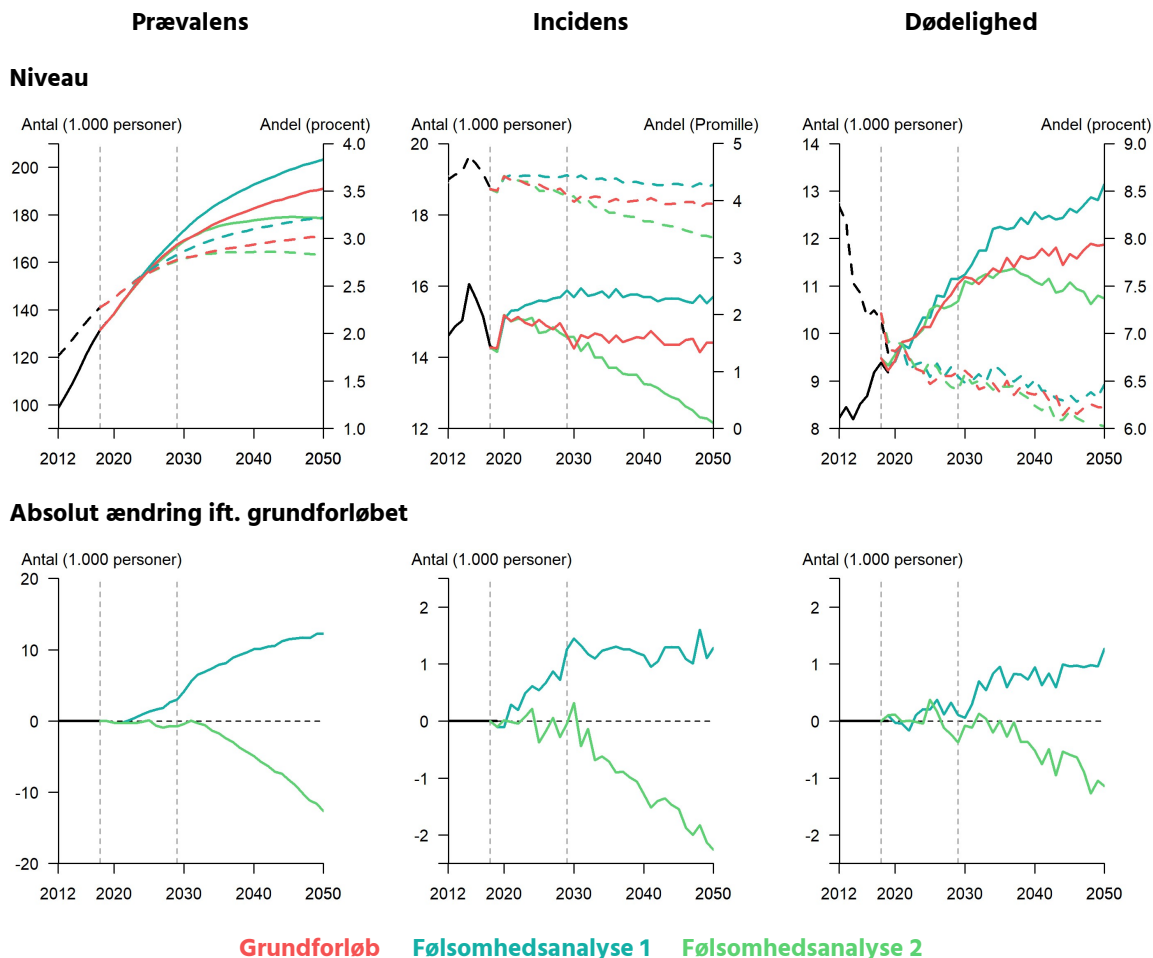 Prævalens Incidens Dødelighed
Niveau
Antal (1.000 personer) Andel (procent) Antal (1.000 personer) Andel (Promille) Antal (1.000 personer) Andel (procent)
200 180 160 140 120 100
4.0 3.5 3.0 2.5 2.0 1.5 1.0
20 18 16 14 12
5 4 3 2 1 0
14 13 12 11 10 9 8
9.0 8.5 8.0 7.5 7.0 6.5 6.0
2012 2020 2030 2040 2050 2012 2020 2030 2040 2050 2012 2020 2030 2040 2050
Absolut ændring ift. grundforløbet
Antal (1.000 personer) Antal (1.000 personer) Antal (1.000 personer)
20 10 0 -10 -20
2 1 0 -1 -2
2 1 0 -1 -2
2012 2020 2030 2040 2050 2012 2020 2030 2040 2050 2012 2020 2030 2040 2050
Grundforløb Følsomhedsanalyse 1 Følsomhedsanalyse 2